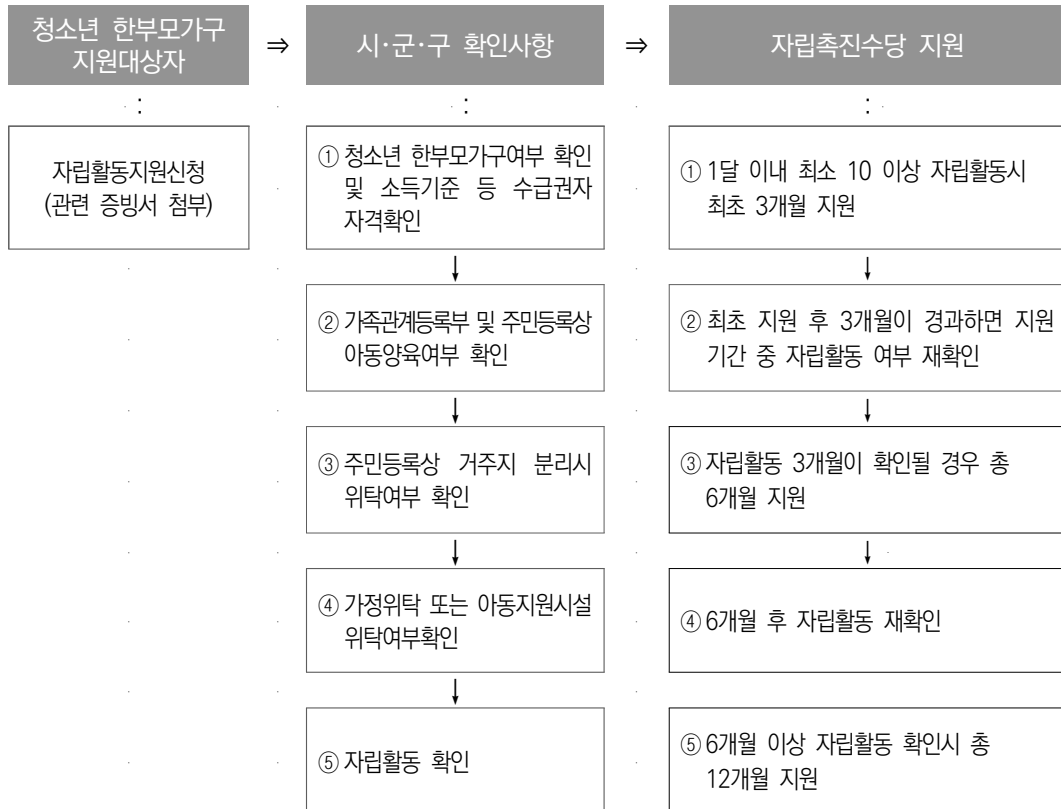 청소년 한부모가구
지원대상자
⇒
시·군·구 확인사항
⇒
자립촉진수당 지원
자립활동지원신청
(관련 증빙서 첨부)
① 청소년 한부모가구여부 확인
및 소득기준 등 수급권자
자격확인
② 가족관계등록부 및 주민등록상
아동양육여부 확인
③ 주민등록상 거주지 분리시
위탁여부 확인
④ 가정위탁 또는 아동지원시설
위탁여부확인
⑤ 자립활동 확인
① 1달 이내 최소 10 이상 자립활동시
최초 3개월 지원
② 최초 지원 후 3개월이 경과하면 지원
기간 중 자립활동 여부 재확인
③ 자립활동 3개월이 확인될 경우 총
6개월 지원
④ 6개월 후 자립활동 재확인
⑤ 6개월 이상 자립활동 확인시 총
12개월 지원